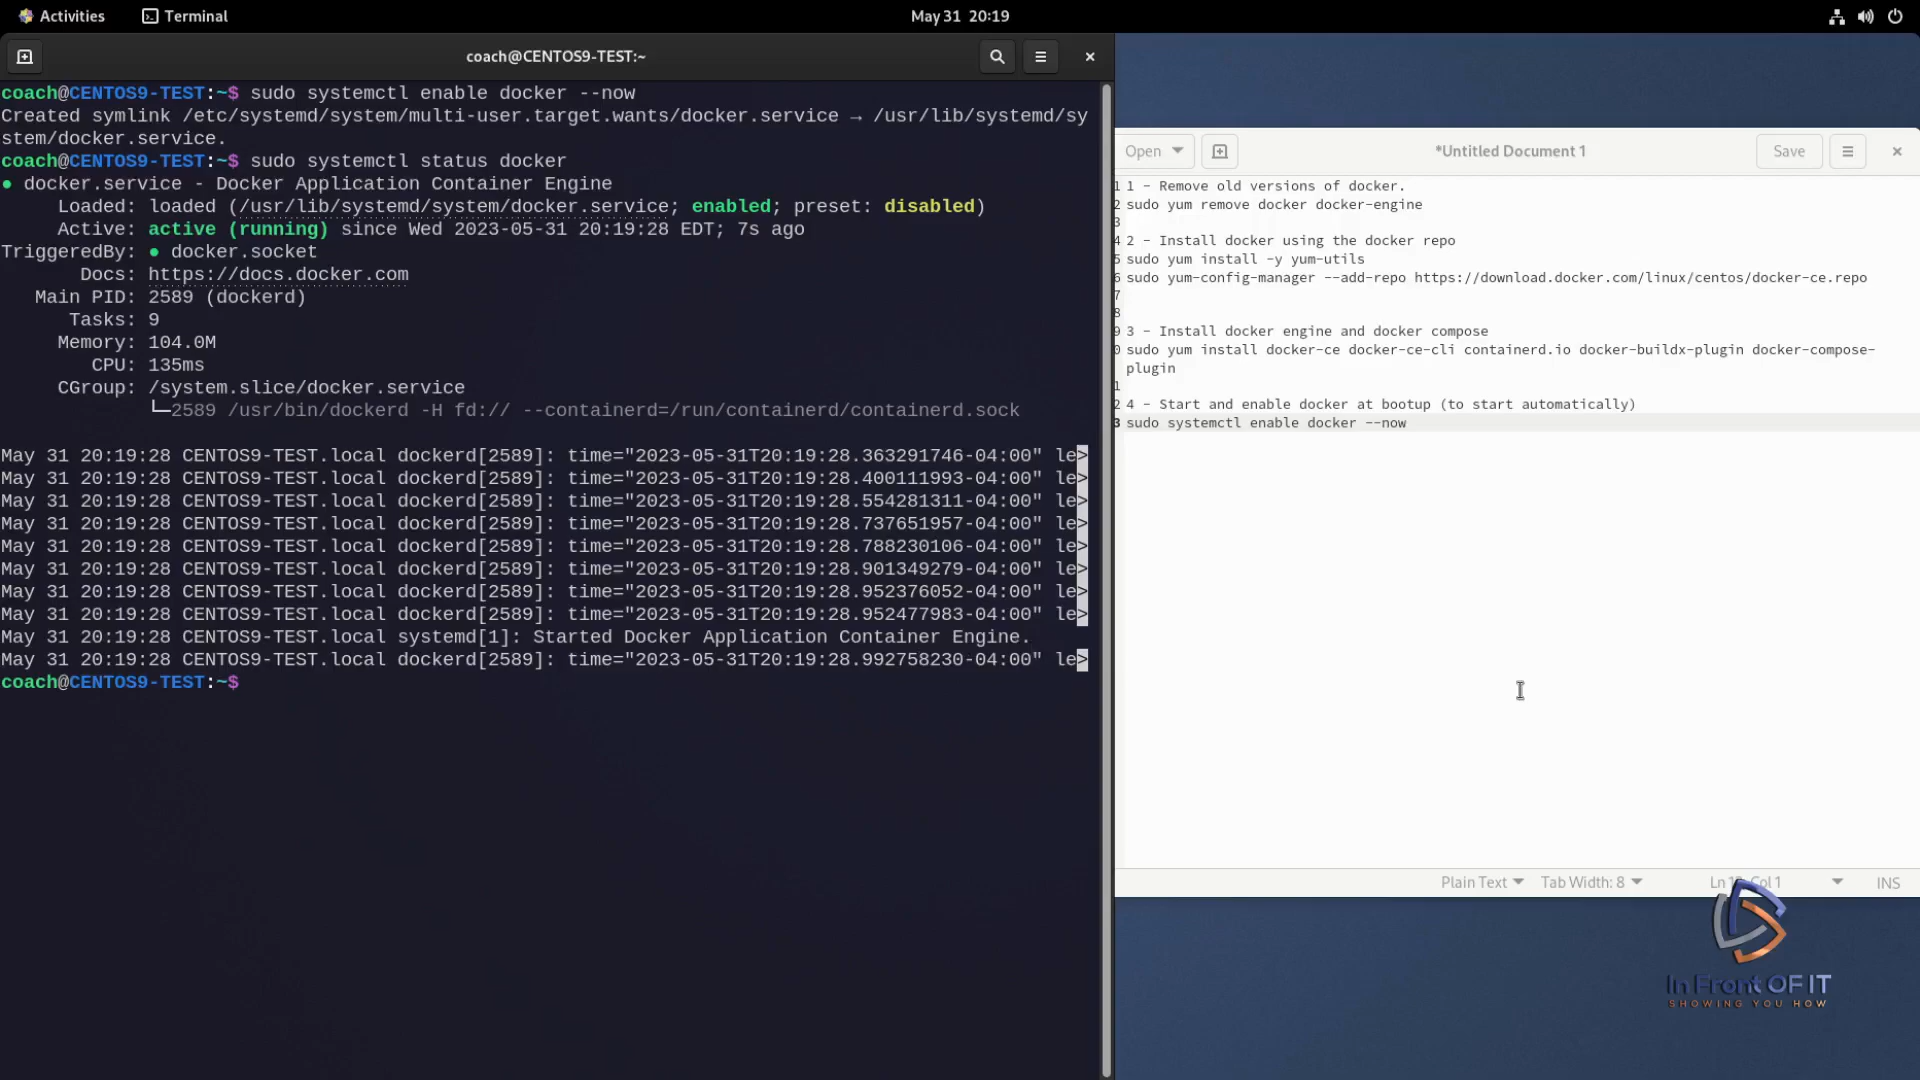 Activities
Terminal
May 31 20:19
coach@CENTOS9-TEST:~
coach@CENTOS9-TEST:~$ sudo systemctl enable docker --now
Created symlink /etc/systemd/system/multi-user.target.wants/docker.service → /usr/lib/systemd/sy
stem/docker.service.
coach@CENTOS9-TEST:~$ sudo systemctl status docker
● docker.service - Docker Application Container Engine
Loaded: loaded (/usr/lib/systemd/system/docker.service; enabled; preset: disabled)
Active: active (running) since Wed 2023-05-31 20:19:28 EDT; 7s ago
TriggeredBy: ● docker.socket
Docs: https://docs.docker.com
Main PID: 2589 (dockerd)
Tasks: 9
Memory: 104.0M
CPU: 135ms
CGroup: /system.slice/docker.service
└─2589 /usr/bin/dockerd -H fd:// --containerd=/run/containerd/containerd.sock
May 31 20:19:28 CENTOS9-TEST.local dockerd[2589]: time="2023-05-31T20:19:28.363291746-04:00" le>
May 31 20:19:28 CENTOS9-TEST.local dockerd[2589]: time="2023-05-31T20:19:28.400111993-04:00" le>
May 31 20:19:28 CENTOS9-TEST.local dockerd[2589]: time="2023-05-31T20:19:28.554281311-04:00" le>
May 31 20:19:28 CENTOS9-TEST.local dockerd[2589]: time="2023-05-31T20:19:28.737651957-04:00" le>
May 31 20:19:28 CENTOS9-TEST.local dockerd[2589]: time="2023-05-31T20:19:28.788230106-04:00" le>
May 31 20:19:28 CENTOS9-TEST.local dockerd[2589]: time="2023-05-31T20:19:28.901349279-04:00" le>
May 31 20:19:28 CENTOS9-TEST.local dockerd[2589]: time="2023-05-31T20:19:28.952376052-04:00" le>
May 31 20:19:28 CENTOS9-TEST.local dockerd[2589]: time="2023-05-31T20:19:28.952477983-04:00" le>
May 31 20:19:28 CENTOS9-TEST.local systemd[1]: Started Docker Application Container Engine.
May 31 20:19:28 CENTOS9-TEST.local dockerd[2589]: time="2023-05-31T20:19:28.992758230-04:00" le>
coach@CENTOS9-TEST:~$
Open
*Untitled Document 1
Save
1 1 - Remove old versions of docker.
2 sudo yum remove docker docker-engine
3
4 2 - Install docker using the docker repo
5 sudo yum install -y yum-utils
6 sudo yum-config-manager --add-repo https://download.docker.com/linux/centos/docker-ce.repo
7
8
9 3 - Install docker engine and docker compose
0 sudo yum install docker-ce docker-ce-cli containerd.io docker-buildx-plugin docker-compose-
plugin
1
2 4 - Start and enable docker at bootup (to start automatically)
3 sudo systemctl enable docker --now
Plain Text
Tab Width: 8
Ln Col 1
INS
In Front OF IT
SHOWING YOU HOW